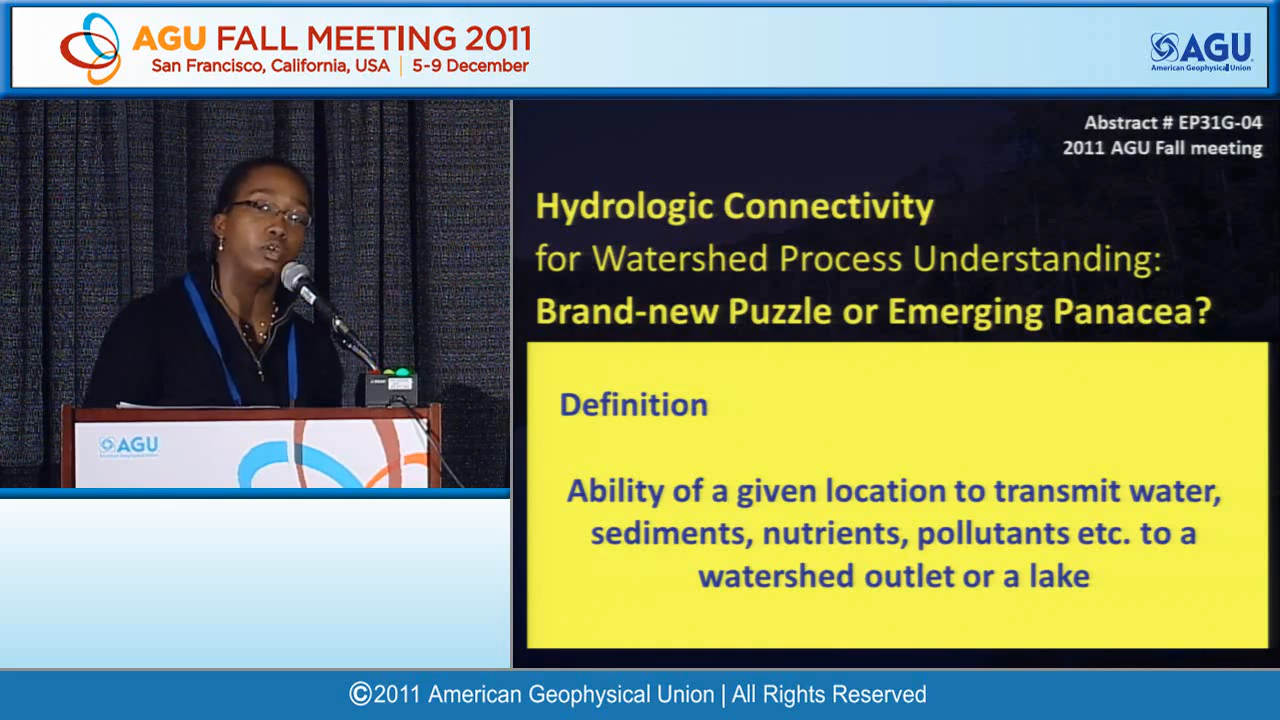 AGU FALL MEETING 2011
San Francisco, California, USA | 5-9 December
AGU
American Geophysical Union
Abstract # EP31G-04
2011 AGU Fall meeting
Hydrologic Connectivity
for Watershed Process Understanding:
Brand-new Puzzle or Emerging Panacea?
Definition
Ability of a given location to transmit water,
sediments, nutrients, pollutants etc. to a
watershed outlet or a lake
AGU
American Geophysical Union
©2011 American Geophysical Union | All Rights Reserved